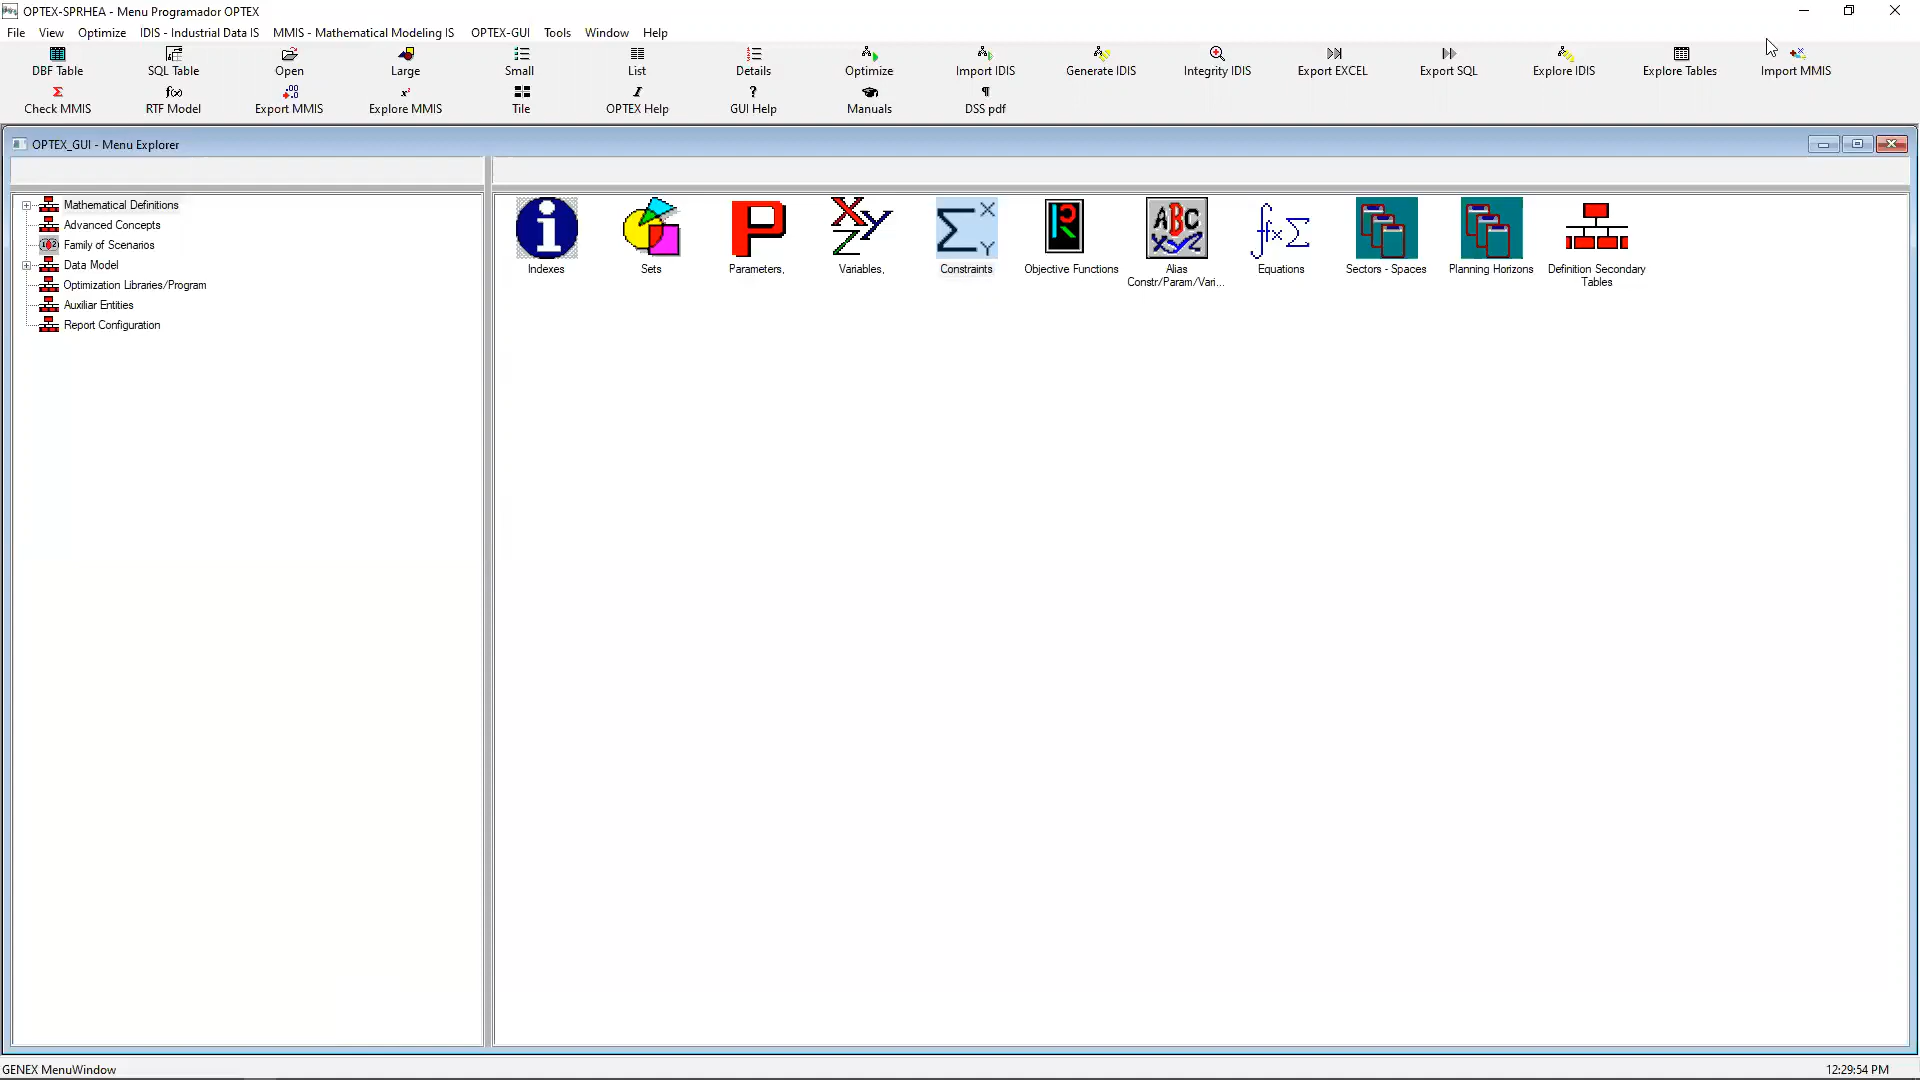 OPTEX-SPRHEA - Menu Programador OPTEX
File View Optimize IDIS - Industrial Data IS MMIS - Mathematical Modeling IS OPTEX-GUI Tools Window Help
DBF Table SQL Table Open Large Small List Details Optimize Import IDIS Generate IDIS Integrity IDIS Export EXCEL Export SQL Explore IDIS Explore Tables Import MMIS
Check MMIS RTF Model Export MMIS Explore MMIS Tile OPTEX Help GUI Help Manuals DSS pdf
OPTEX_GUI - Menu Explorer
Mathematical Definitions
Advanced Concepts
Family of Scenarios
Data Model
Optimization Libraries/Program
Auxiliar Entities
Report Configuration
Indexes Sets Parameters, Variables, Constraints Objective Functions Alias Equations Sectors - Spaces Planning Horizons Definition Secondary
Constr/Param/Vari... Tables
GENEX MenuWindow 12:29:54 PM